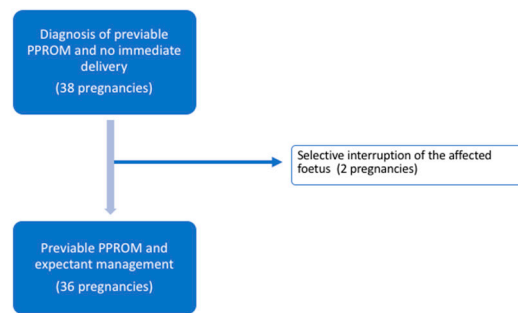 Diagnosis of previable
PPROM and no immediate
delivery
(38 pregnancies)
Selective interruption of the affected
foetus (2 pregnancies)
Previable PPROM and
expectant management
(36 pregnancies)